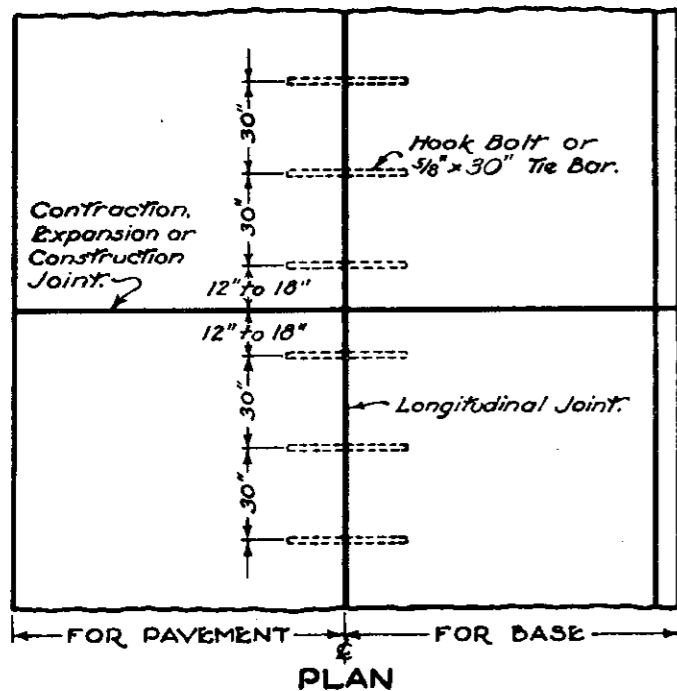 30"
Hook Bolt or
5/8" x 30" Tie Bar.
30"
Contraction,
Expansion or
Construction
Joint.
12" to 18"
12" to 18"
30"
Longitudinal Joint.
30"
FOR PAVEMENT
FOR BASE
℄
PLAN